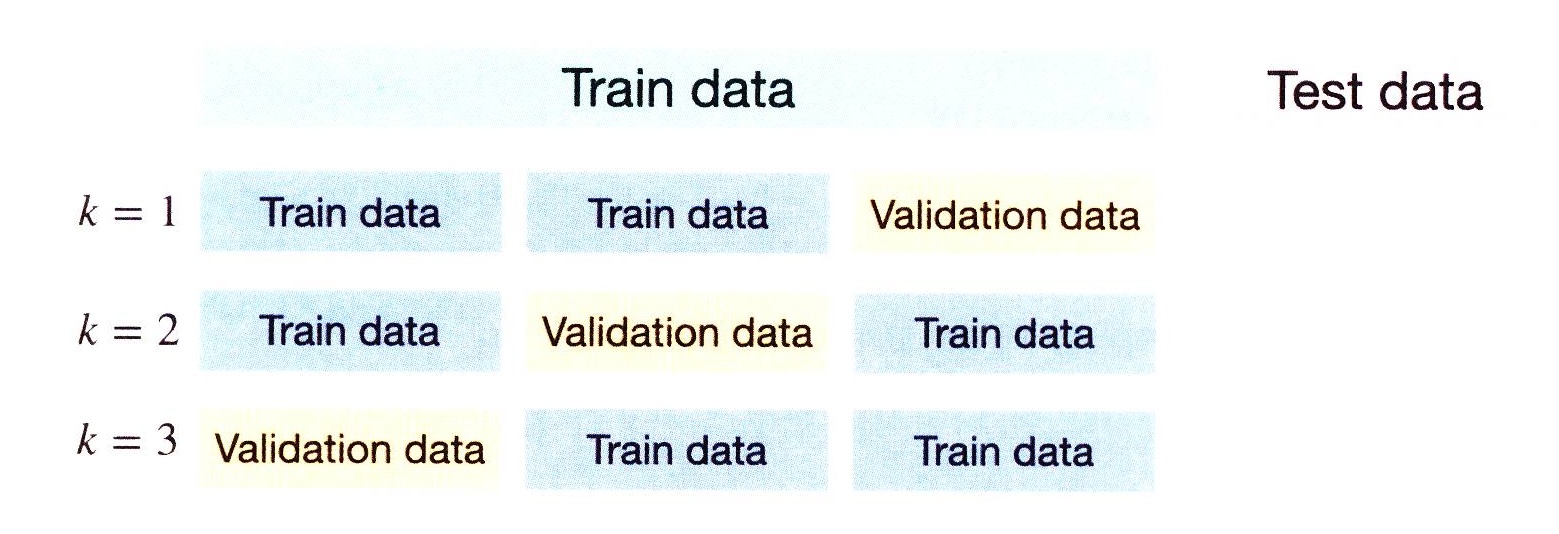 Train data Test data
k = 1 Train data Train data Validation data
k = 2 Train data Validation data Train data
k = 3 Validation data Train data Train data